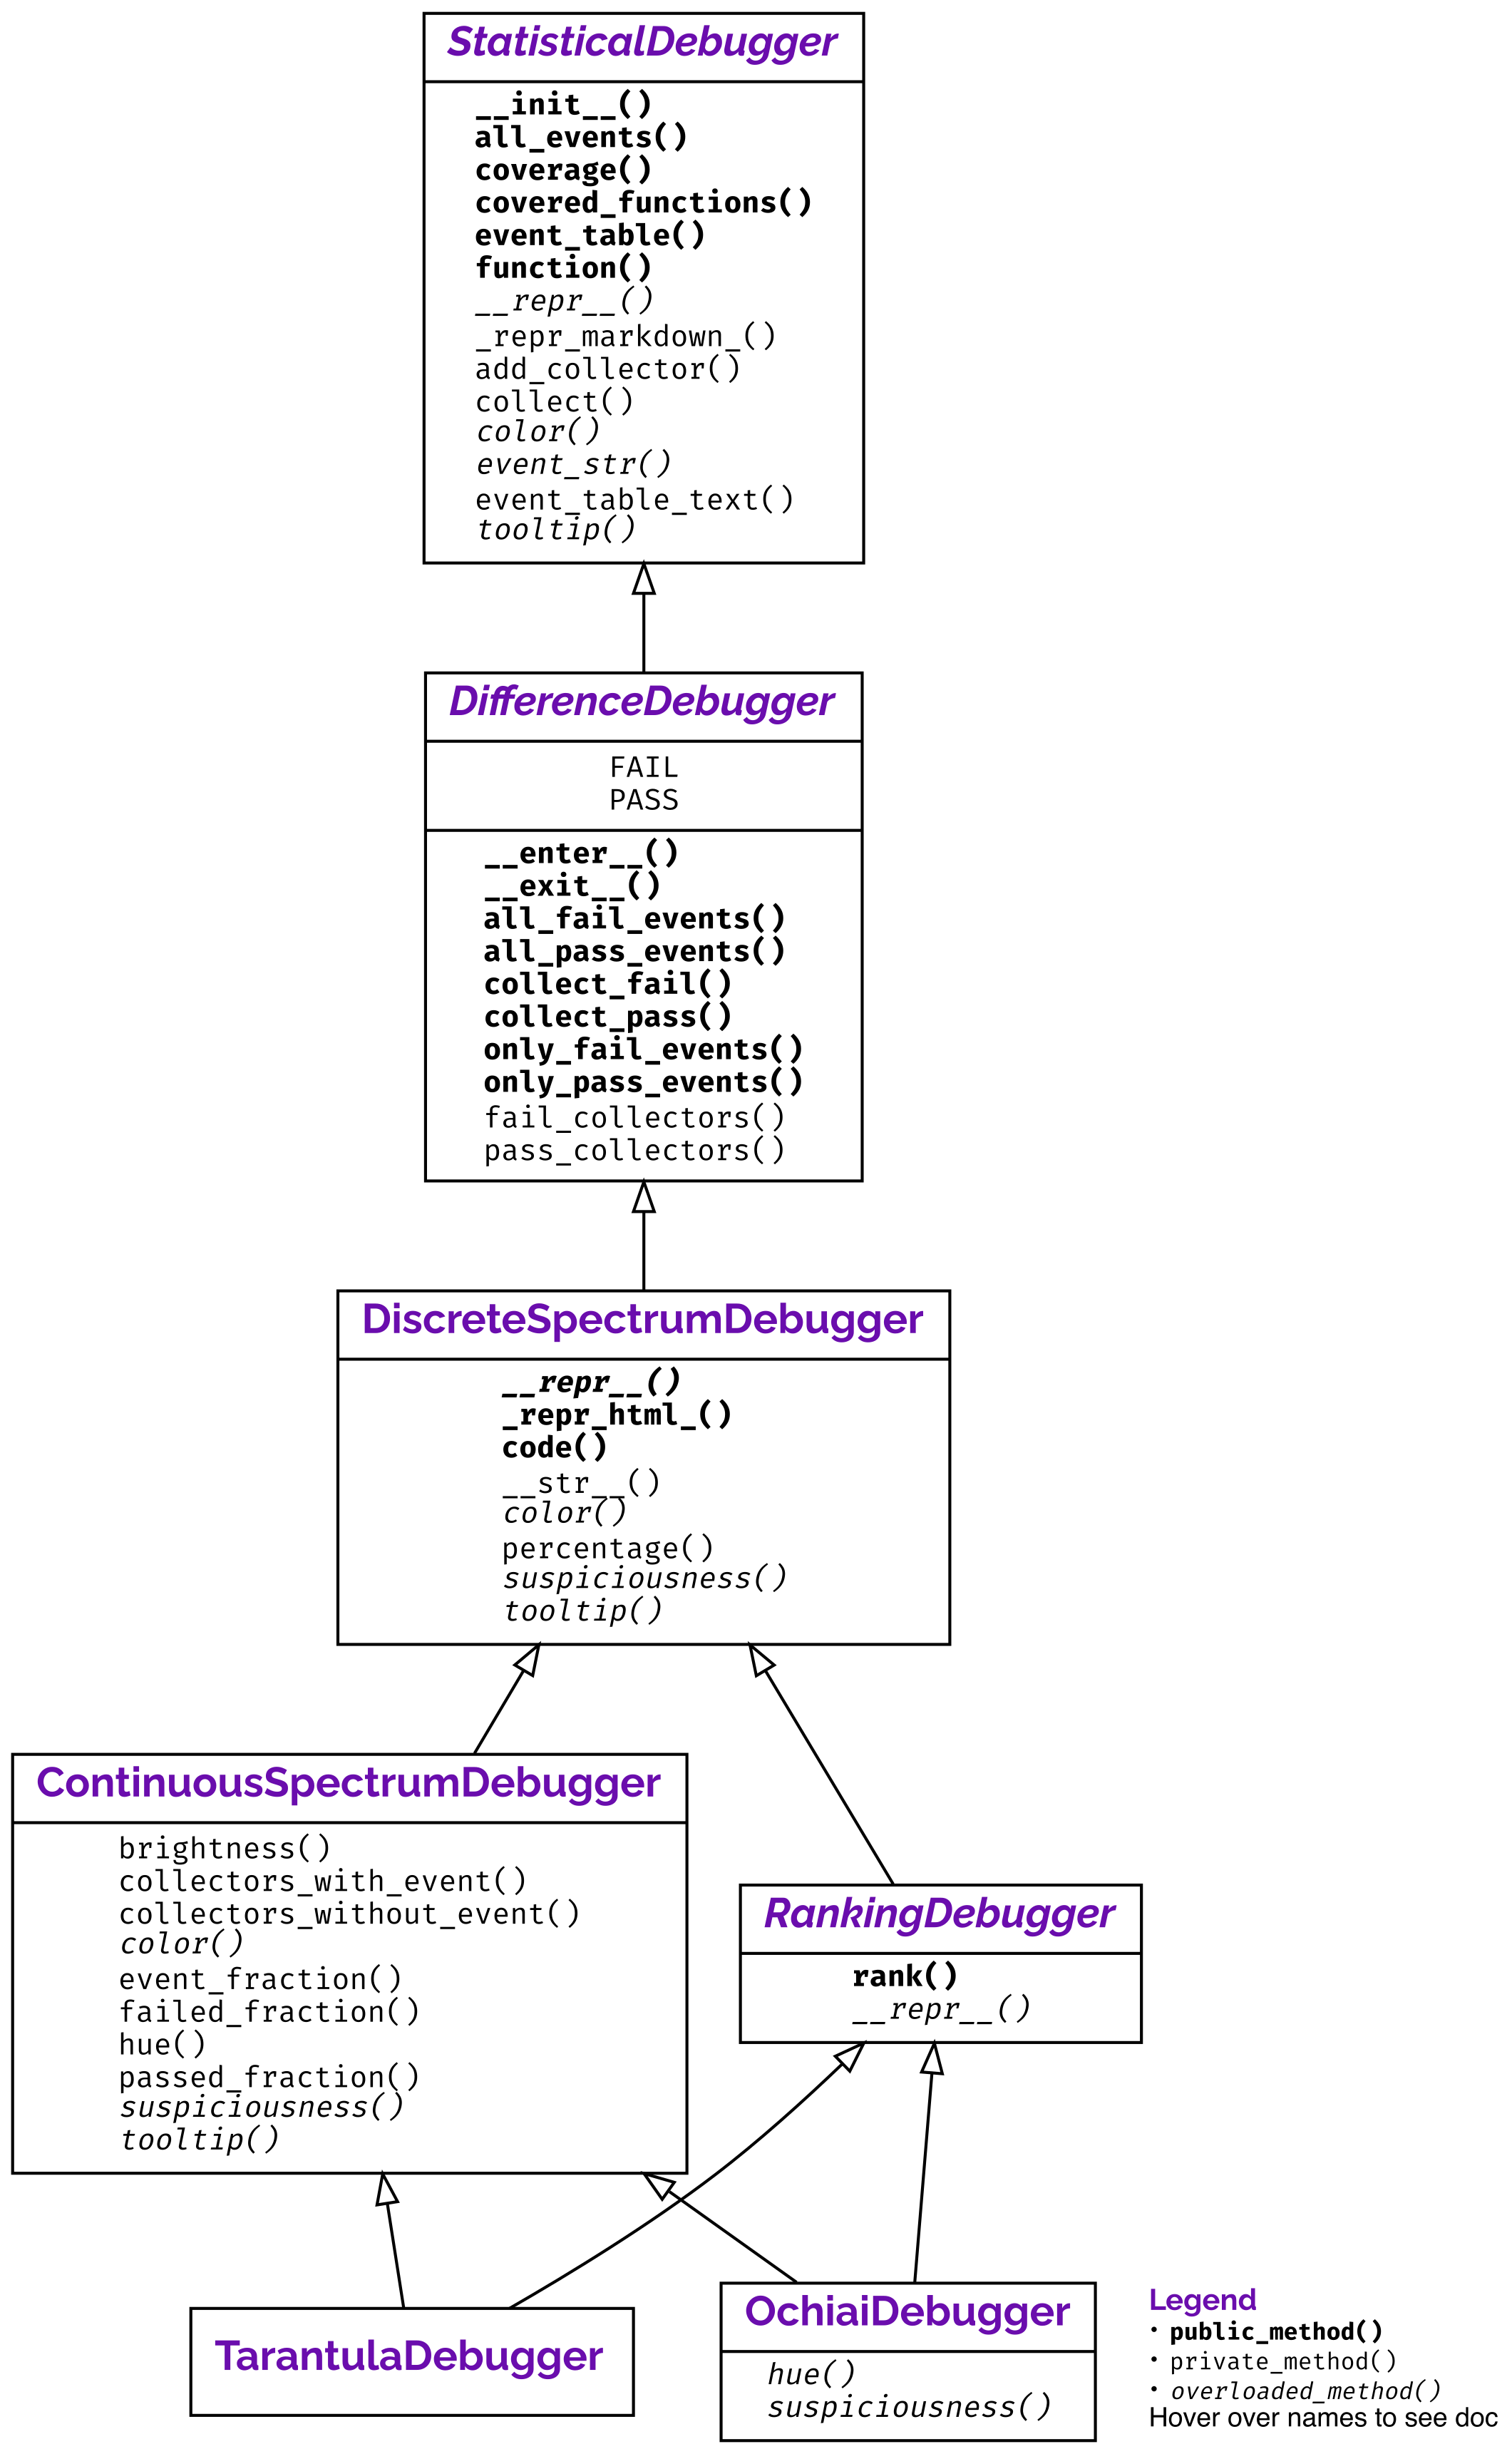 StatisticalDebugger
__init__()
all_events()
coverage()
covered_functions()
event_table()
function()
__repr__()
_repr_markdown_()
add_collector()
collect()
color()
event_str()
event_table_text()
tooltip()
DifferenceDebugger
FAIL
PASS
__enter__()
__exit__()
all_fail_events()
all_pass_events()
collect_fail()
collect_pass()
only_fail_events()
only_pass_events()
fail_collectors()
pass_collectors()
DiscreteSpectrumDebugger
__repr__()
_repr_html_()
code()
__str__()
color()
percentage()
suspiciousness()
tooltip()
ContinuousSpectrumDebugger
brightness()
collectors_with_event()
collectors_without_event()
color()
event_fraction()
failed_fraction()
hue()
passed_fraction()
suspiciousness()
tooltip()
RankingDebugger
rank()
__repr__()
TarantulaDebugger
OchiaiDebugger
hue()
suspiciousness()
Legend
• public_method()
• private_method()
• overloaded_method()
Hover over names to see doc